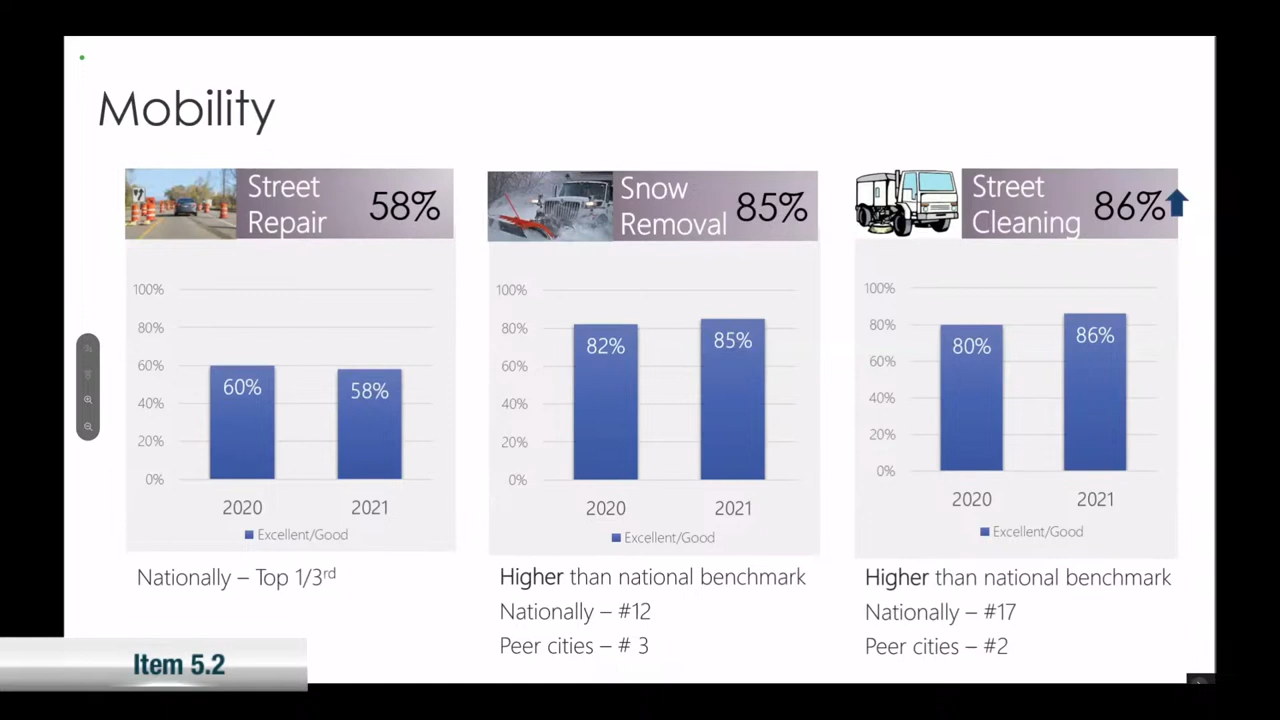 Mobility
Street
Repair
58%
Snow
Removal
85%
Street
Cleaning
86%
100%
80%
60%
40%
20%
0%
60%
58%
2020
2021
Excellent/Good
100%
80%
60%
40%
20%
0%
82%
85%
2020
2021
Excellent/Good
100%
80%
60%
40%
20%
0%
80%
86%
2020
2021
Excellent/Good
Nationally – Top 1/3rd
Higher than national benchmark
Nationally – #12
Peer cities – # 3
Higher than national benchmark
Nationally – #17
Peer cities – #2
Item 5.2